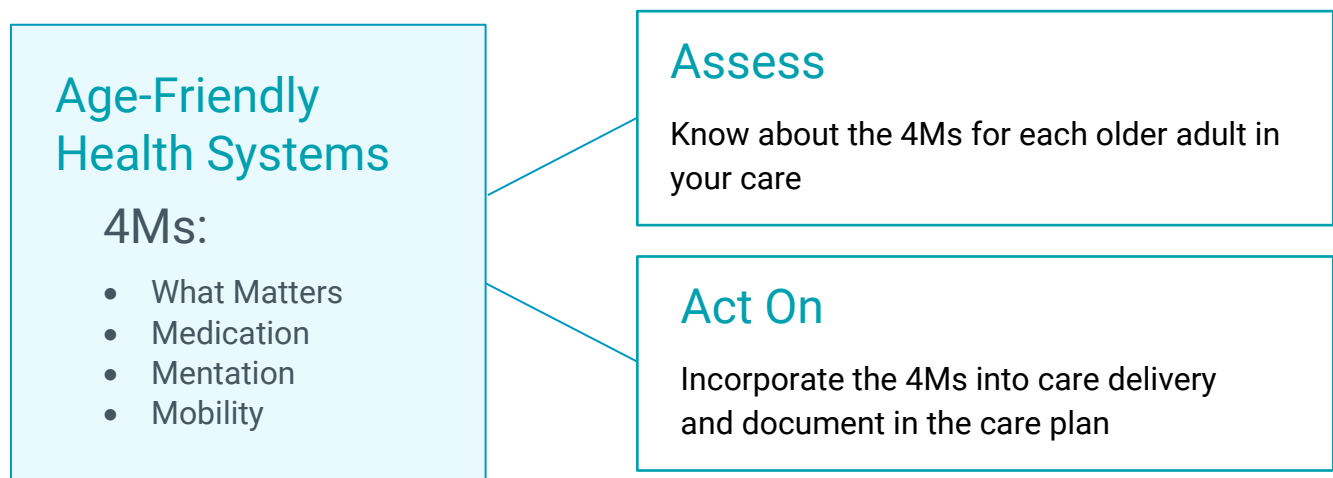 Age-Friendly
Health Systems
4Ms:
• What Matters
• Medication
• Mentation
• Mobility
Assess
Know about the 4Ms for each older adult in
your care
Act On
Incorporate the 4Ms into care delivery
and document in the care plan